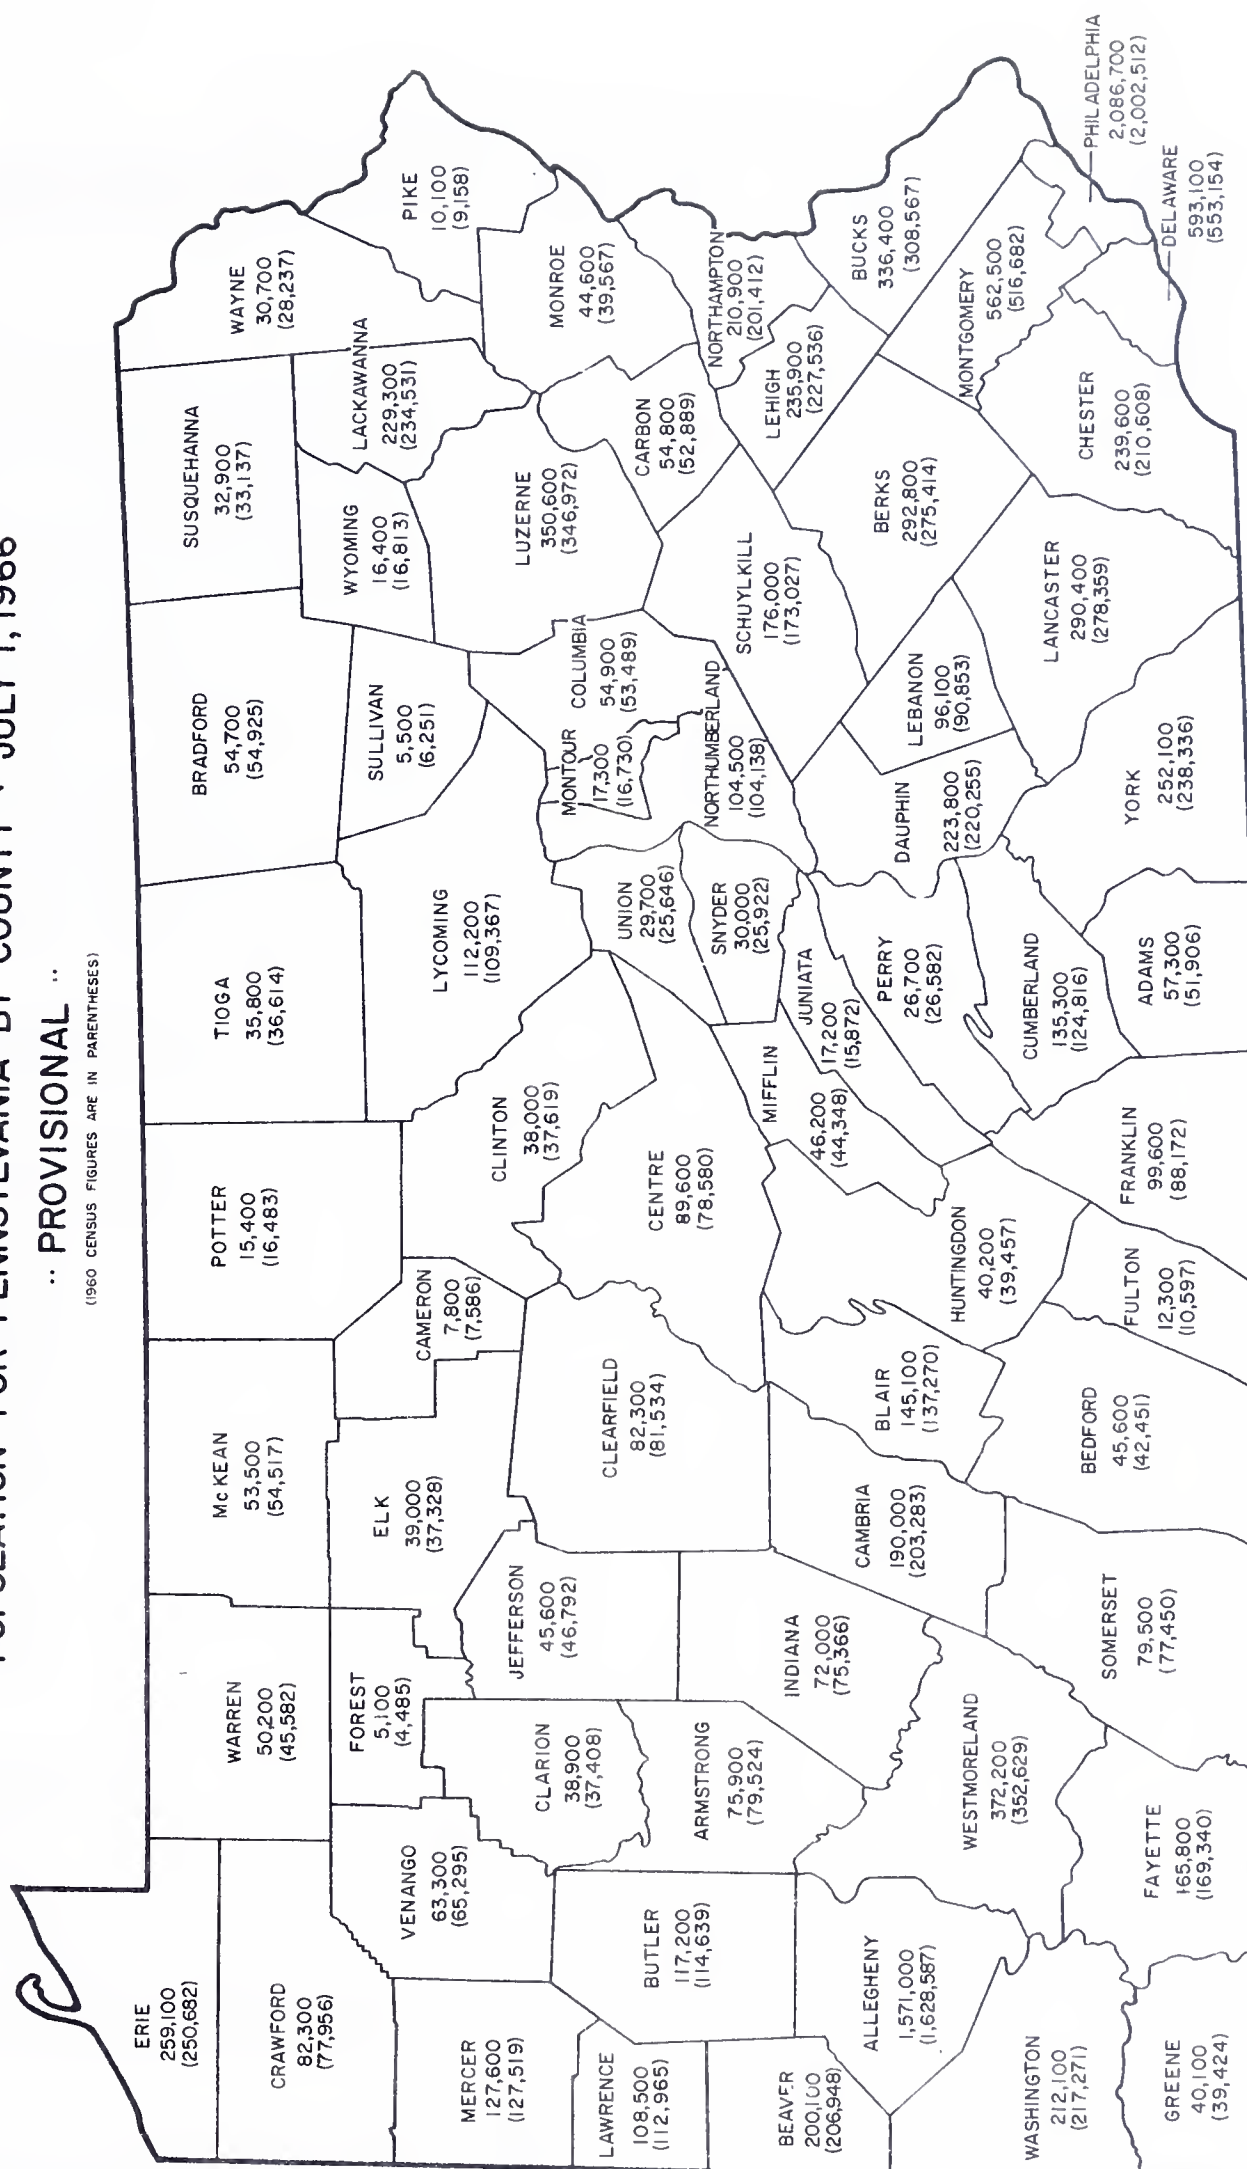 POPULATION FOR PENNSYLVANIA BY COUNTY : JULY 1, 1966
:: PROVISIONAL ::
(1960 CENSUS FIGURES ARE IN PARENTHESES)
ERIE
259,100
(250,682)
CRAWFORD
82,300
(77,956)
WARREN
50,200
(45,582)
McKEAN
53,500
(54,517)
POTTER
15,400
(16,483)
TIOGA
35,800
(36,614)
BRADFORD
54,700
(54,925)
SUSQUEHANNA
32,900
(33,137)
WAYNE
30,700
(28,237)
PIKE
10,100
(9,158)
MERCER
127,600
(127,519)
VENANGO
63,300
(65,295)
FOREST
5,100
(4,485)
ELK
39,000
(37,328)
CAMERON
7,800
(7,586)
CLINTON
38,000
(37,619)
LYCOMING
112,200
(109,367)
SULLIVAN
5,500
(6,251)
WYOMING
16,400
(16,813)
LACKAWANNA
229,300
(234,531)
LUZERNE
350,600
(346,972)
MONROE
44,600
(39,567)
LAWRENCE
108,500
(112,965)
BUTLER
117,200
(114,639)
CLARION
38,900
(37,408)
JEFFERSON
45,600
(46,792)
CLEARFIELD
82,300
(81,534)
CENTRE
89,600
(78,580)
UNION
29,700
(25,646)
MONTOUR
17,300
(16,730)
COLUMBIA
54,900
(53,489)
CARBON
54,800
(52,889)
NORTHAMPTON
210,900
(201,412)
BEAVER
200,100
(206,948)
ARMSTRONG
75,900
(79,524)
INDIANA
72,000
(75,366)
CAMBRIA
190,000
(203,283)
BLAIR
145,100
(137,270)
HUNTINGDON
40,200
(39,457)
MIFFLIN
46,200
(44,348)
JUNIATA
17,200
(15,872)
SNYDER
30,000
(25,922)
NORTHUMBERLAND
104,500
(104,138)
SCHUYLKILL
176,000
(173,027)
LEHIGH
235,900
(227,536)
BUCKS
336,400
(308,567)
ALLEGHENY
1,571,000
(1,628,587)
WESTMORELAND
372,200
(352,629)
PERRY
26,700
(26,582)
DAUPHIN
223,800
(220,255)
LEBANON
96,100
(90,853)
BERKS
292,800
(275,414)
MONTGOMERY
562,500
(516,682)
PHILADELPHIA
2,086,700
(2,002,512)
WASHINGTON
212,100
(217,271)
GREENE
40,100
(39,424)
FAYETTE
165,800
(169,340)
SOMERSET
79,500
(77,450)
BEDFORD
45,600
(42,451)
FULTON
12,300
(10,597)
FRANKLIN
99,600
(88,172)
CUMBERLAND
135,300
(124,816)
ADAMS
57,300
(51,906)
YORK
252,100
(238,336)
LANCASTER
290,400
(278,359)
CHESTER
239,600
(210,608)
DELAWARE
593,100
(553,154)